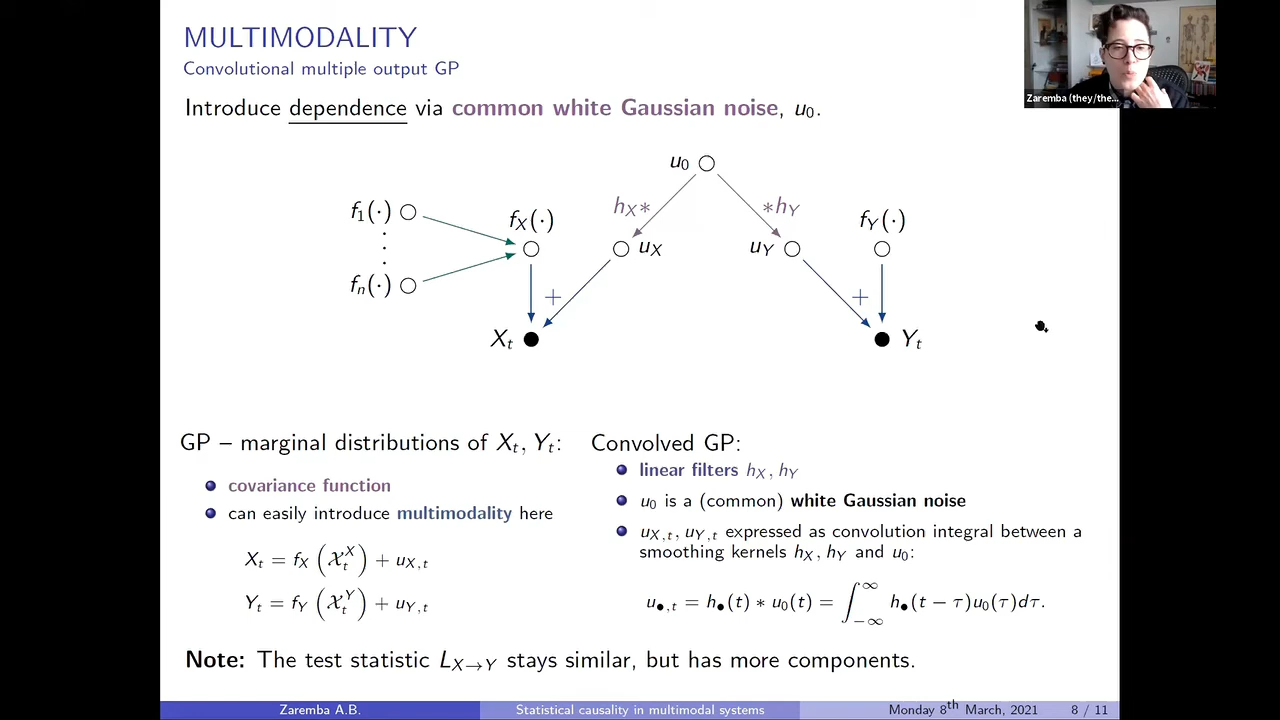 MULTIMODALITY
Convolutional multiple output GP
Introduce dependence via common white Gaussian noise, u₀.
u₀
h_X∗ ∗h_Y
f₁(·) f_X(·) f_Y(·)
u_X u_Y
f_n(·)
+ +
X_t Y_t
GP – marginal distributions of X_t, Y_t:
covariance function
can easily introduce multimodality here
X_t = f_X (𝒳_t^X) + u_{X,t}
Y_t = f_Y (𝒳_t^Y) + u_{Y,t}
Convolved GP:
linear filters h_X, h_Y
u₀ is a (common) white Gaussian noise
u_{X,t}, u_{Y,t} expressed as convolution integral between a
smoothing kernels h_X, h_Y and u₀:
u_{•,t} = h_•(t) ∗ u₀(t) = ∫_{−∞}^{∞} h_•(t − τ)u₀(τ)dτ.
Note: The test statistic L_{X→Y} stays similar, but has more components.
Zaremba A.B. Statistical causality in multimodal systems Monday 8th March, 2021 8 / 11
Zaremba (they/the...